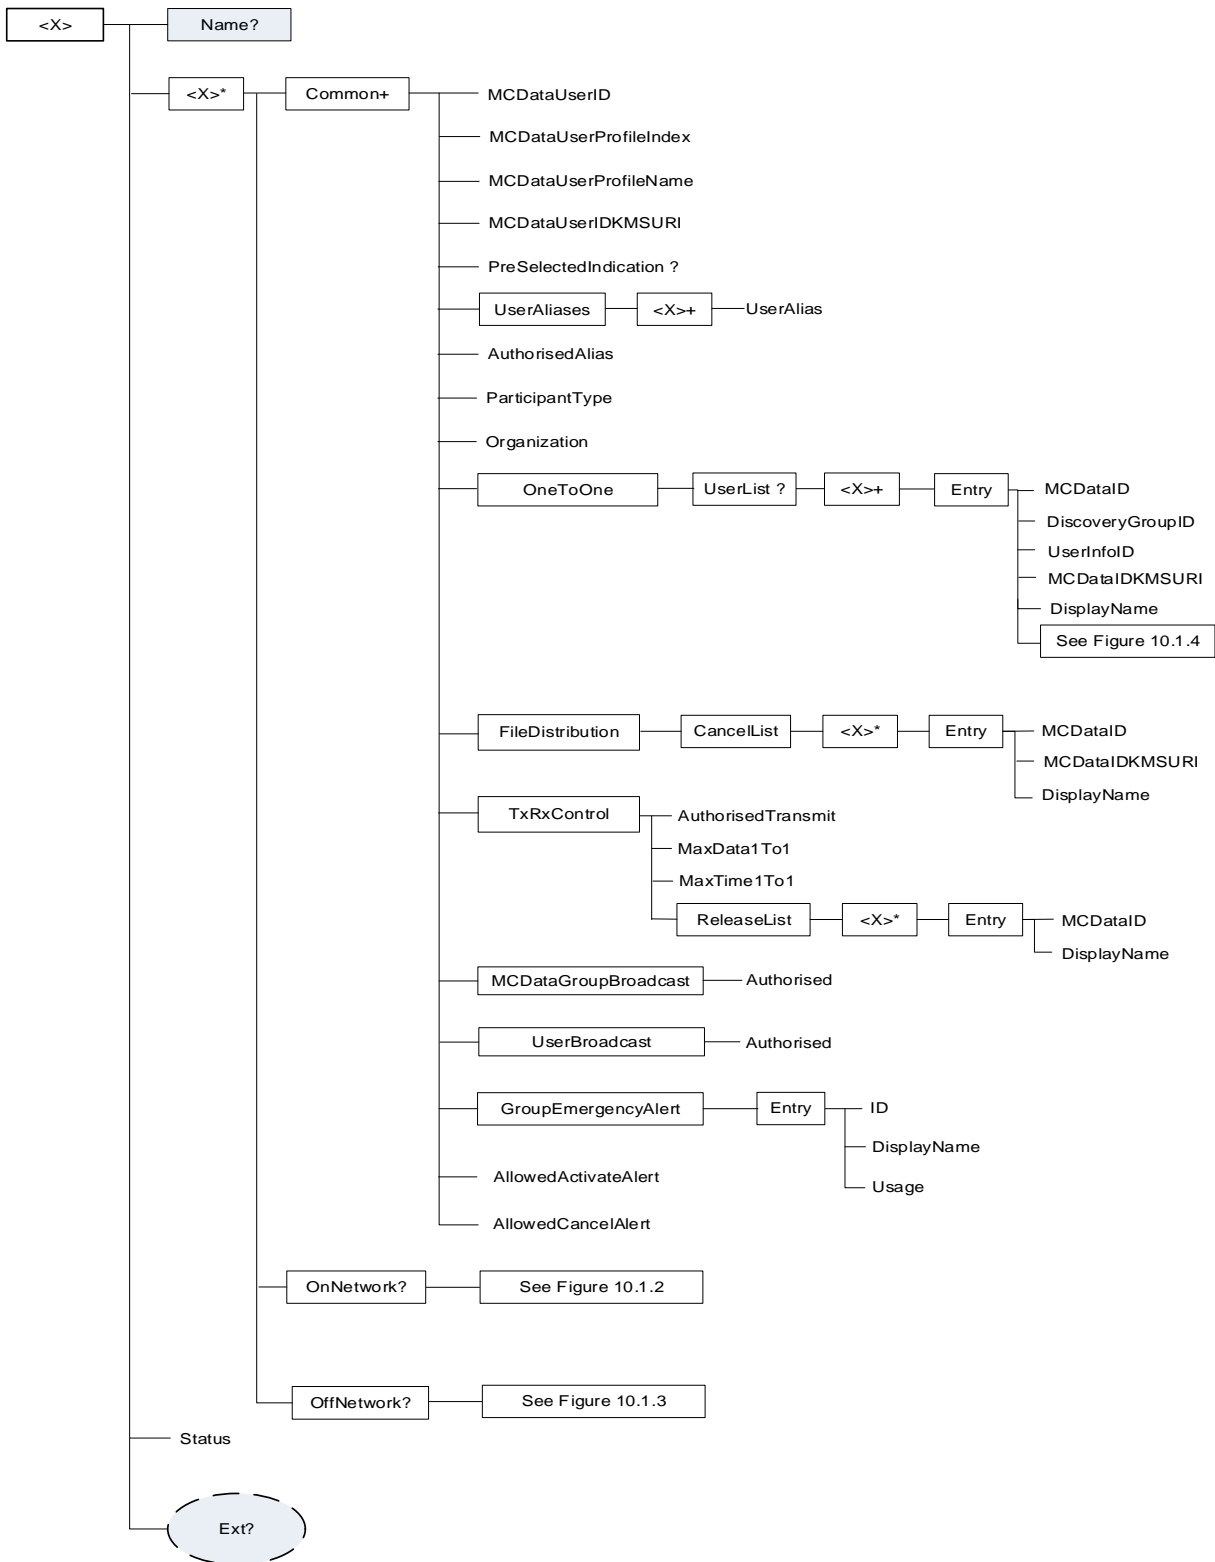 <X>
Name?
<X>*
Common+
MCDataUserID
MCDataUserProfileIndex
MCDataUserProfileName
MCDataUserIDKMSURI
PreSelectedIndication ?
UserAliases
<X>+
UserAlias
AuthorisedAlias
ParticipantType
Organization
OneToOne
UserList ?
<X>+
Entry
MCDataID
DiscoveryGroupID
UserInfoID
MCDataIDKMSURI
DisplayName
See Figure 10.1.4
FileDistribution
CancelList
<X>*
Entry
MCDataID
MCDataIDKMSURI
DisplayName
TxRxControl
AuthorisedTransmit
MaxData1To1
MaxTime1To1
ReleaseList
<X>*
Entry
MCDataID
DisplayName
MCDataGroupBroadcast
Authorised
UserBroadcast
Authorised
GroupEmergencyAlert
Entry
ID
DisplayName
Usage
AllowedActivateAlert
AllowedCancelAlert
OnNetwork?
See Figure 10.1.2
OffNetwork?
See Figure 10.1.3
Status
Ext?